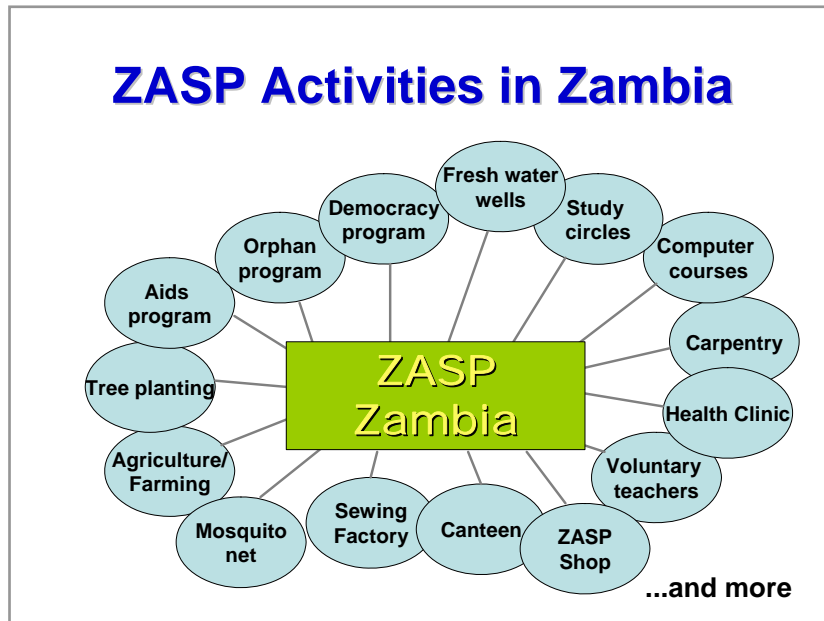 ZASP Activities in Zambia
Fresh water
wells
Democracy
program
Study
circles
Orphan
program
Computer
courses
Aids
program
Carpentry
Tree planting
ZASP
Zambia
Health Clinic
Agriculture/
Farming
Voluntary
teachers
Mosquito
net
Sewing
Factory
Canteen
ZASP
Shop
...and more